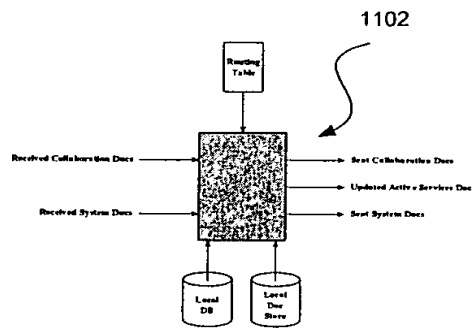 1102
Routing
Table
Received Collaboration Docs
Sent Collaboration Docs
Updated Active Services Doc
Received System Docs
Sent System Docs
Local
DB
Local
Doc
Store